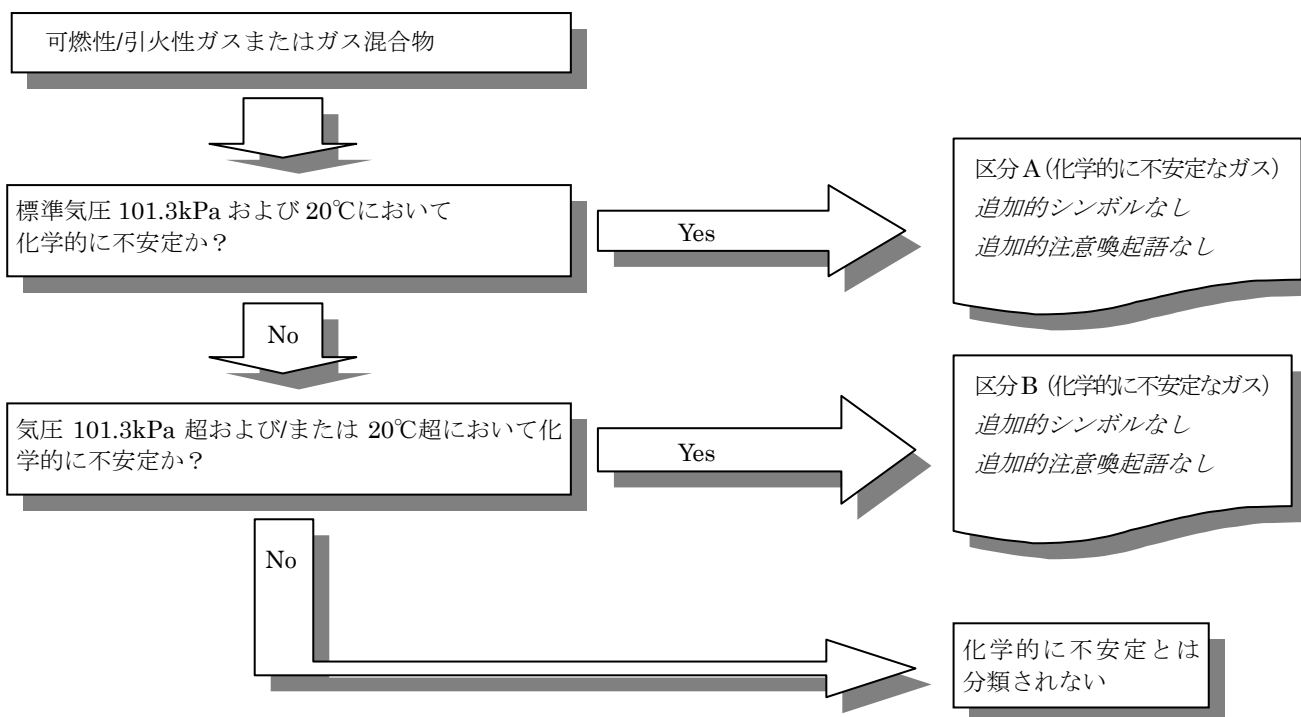 可燃性/引火性ガスまたはガス混合物
標準気圧 101.3kPa および 20℃において
化学的に不安定か？
Yes
区分A(化学的に不安定なガス)
追加的シンボルなし
追加的注意喚起語なし
No
気圧 101.3kPa 超および/または 20℃超において化
学的に不安定か？
Yes
区分B (化学的に不安定なガス)
追加的シンボルなし
追加的注意喚起語なし
No
化学的に不安定とは
分類されない